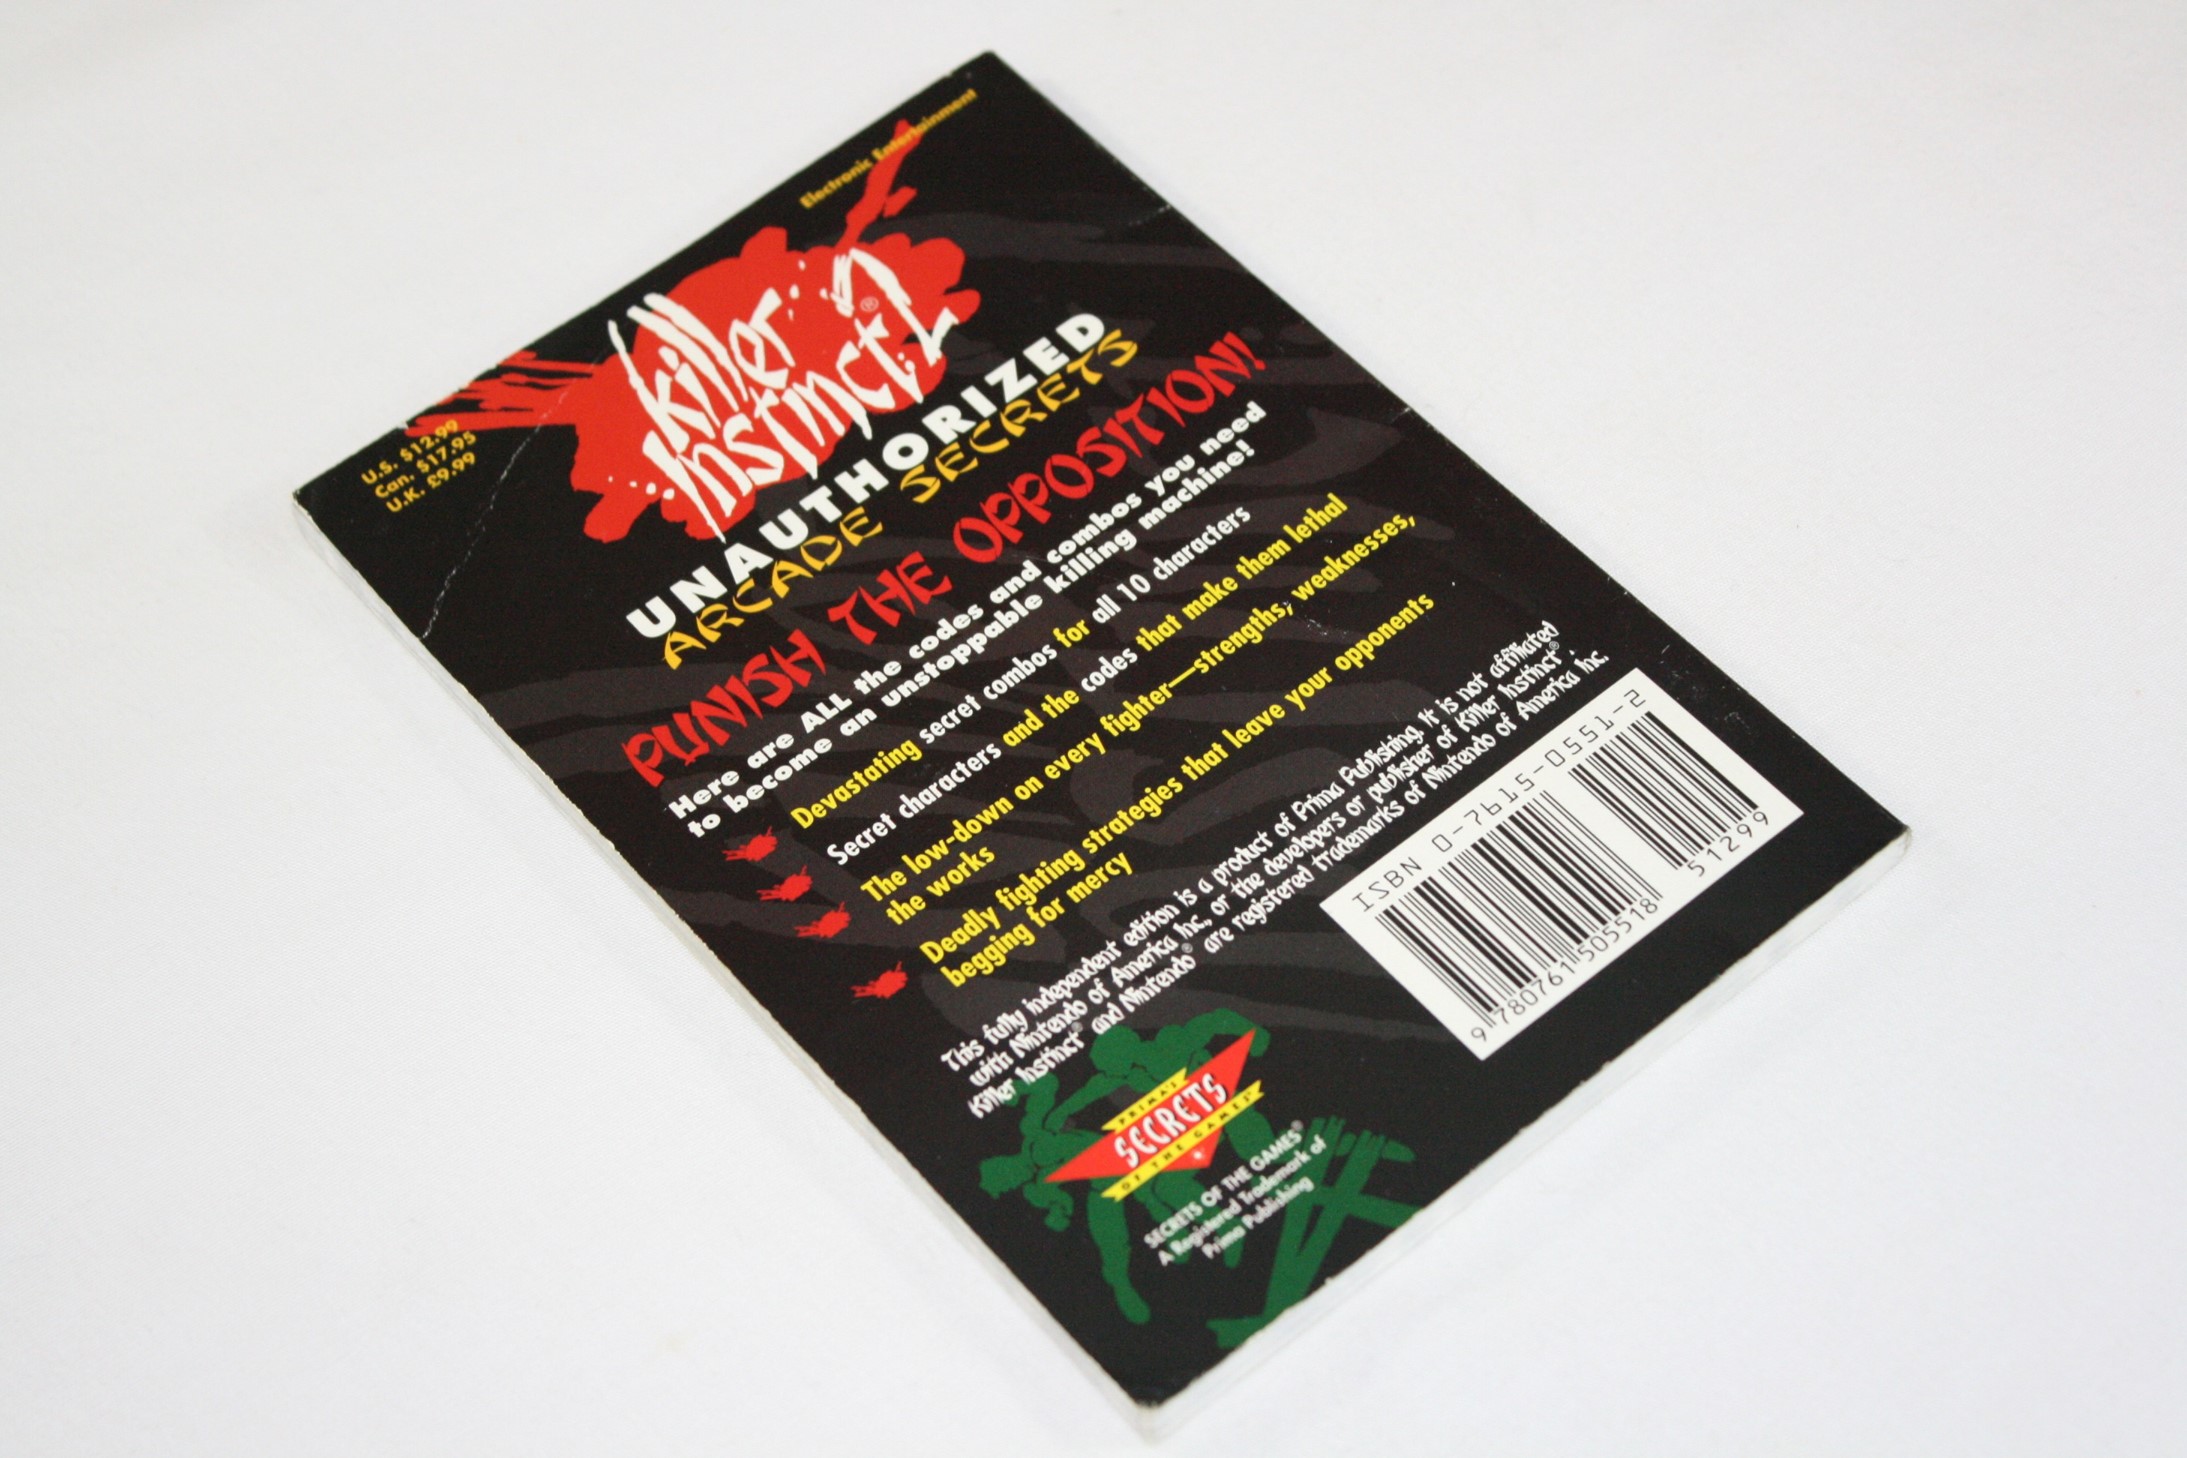 Electronic Entertainment
U.S. $12.99
Can. $17.95
U.K. £9.99
Killer
Instinct 2®
UNAUTHORIZED
ARCADE SECRETS
PUNISH THE OPPOSITION!
Here are ALL the codes and combos you need
to become an unstoppable killing machine!
Devastating secret combos for all 10 characters
Secret characters and the codes that make them lethal
The low-down on every fighter—strengths, weaknesses,
the works
Deadly fighting strategies that leave your opponents
begging for mercy
This fully independent edition is a product of Prima Publishing. It is not affiliated
with Nintendo of America Inc., or the developers or publisher of Killer Instinct®.
Killer Instinct® and Nintendo® are registered trademarks of Nintendo of America Inc.
ISBN 0-7615-0551-2
9 780761 505518
51299
PRIMA'S
SECRETS
OF THE GAMES®
SECRETS OF THE GAMES®
A Registered Trademark of
Prima Publishing